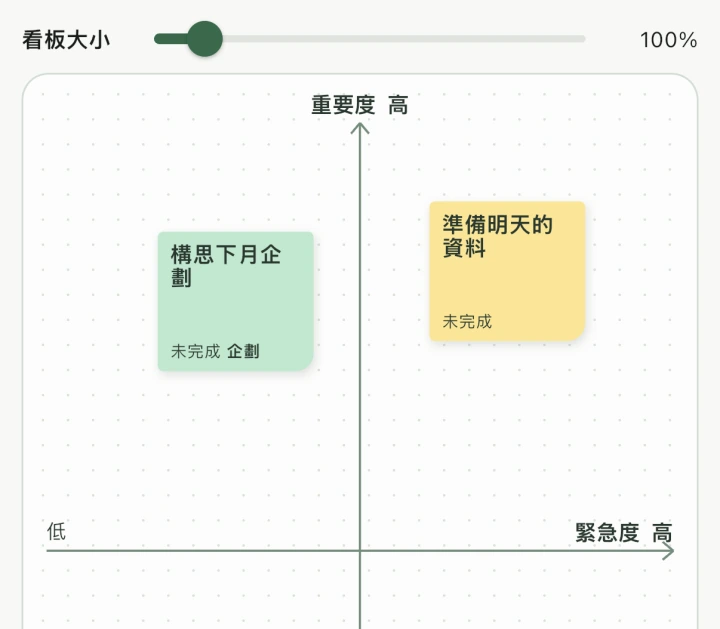 看板大小
100%
重要度 高
構思下月企
劃
未完成 企劃
準備明天的
資料
未完成
低
緊急度 高